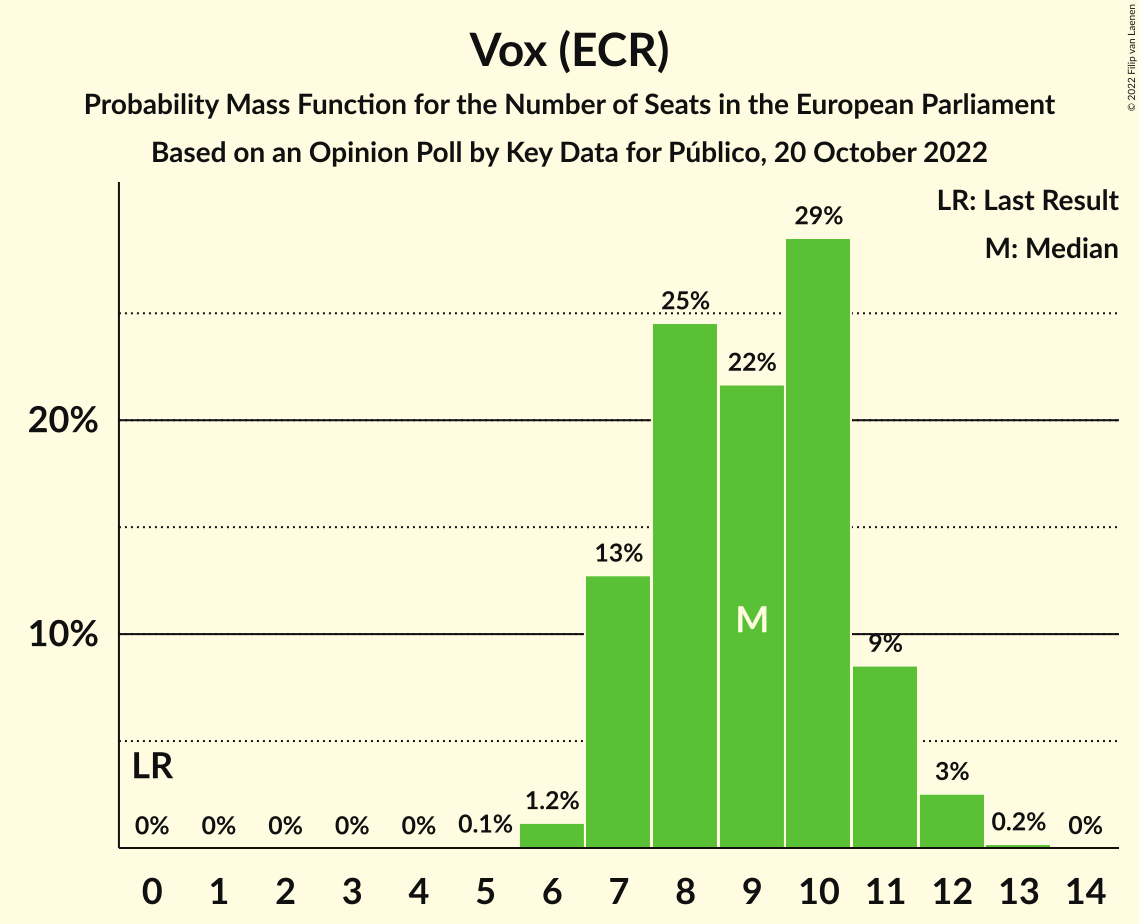 © 2022 Filip van Laenen
Vox (ECR)
Probability Mass Function for the Number of Seats in the European Parliament
Based on an Opinion Poll by Key Data for Público, 20 October 2022
LR: Last Result
M: Median
29%
25%
22%
20%
13%
M
10%
9%
LR
3%
1.2%
0% 0% 0% 0% 0% 0.1% 0.2% 0%
0 1 2 3 4 5 6 7 8 9 10 11 12 13 14